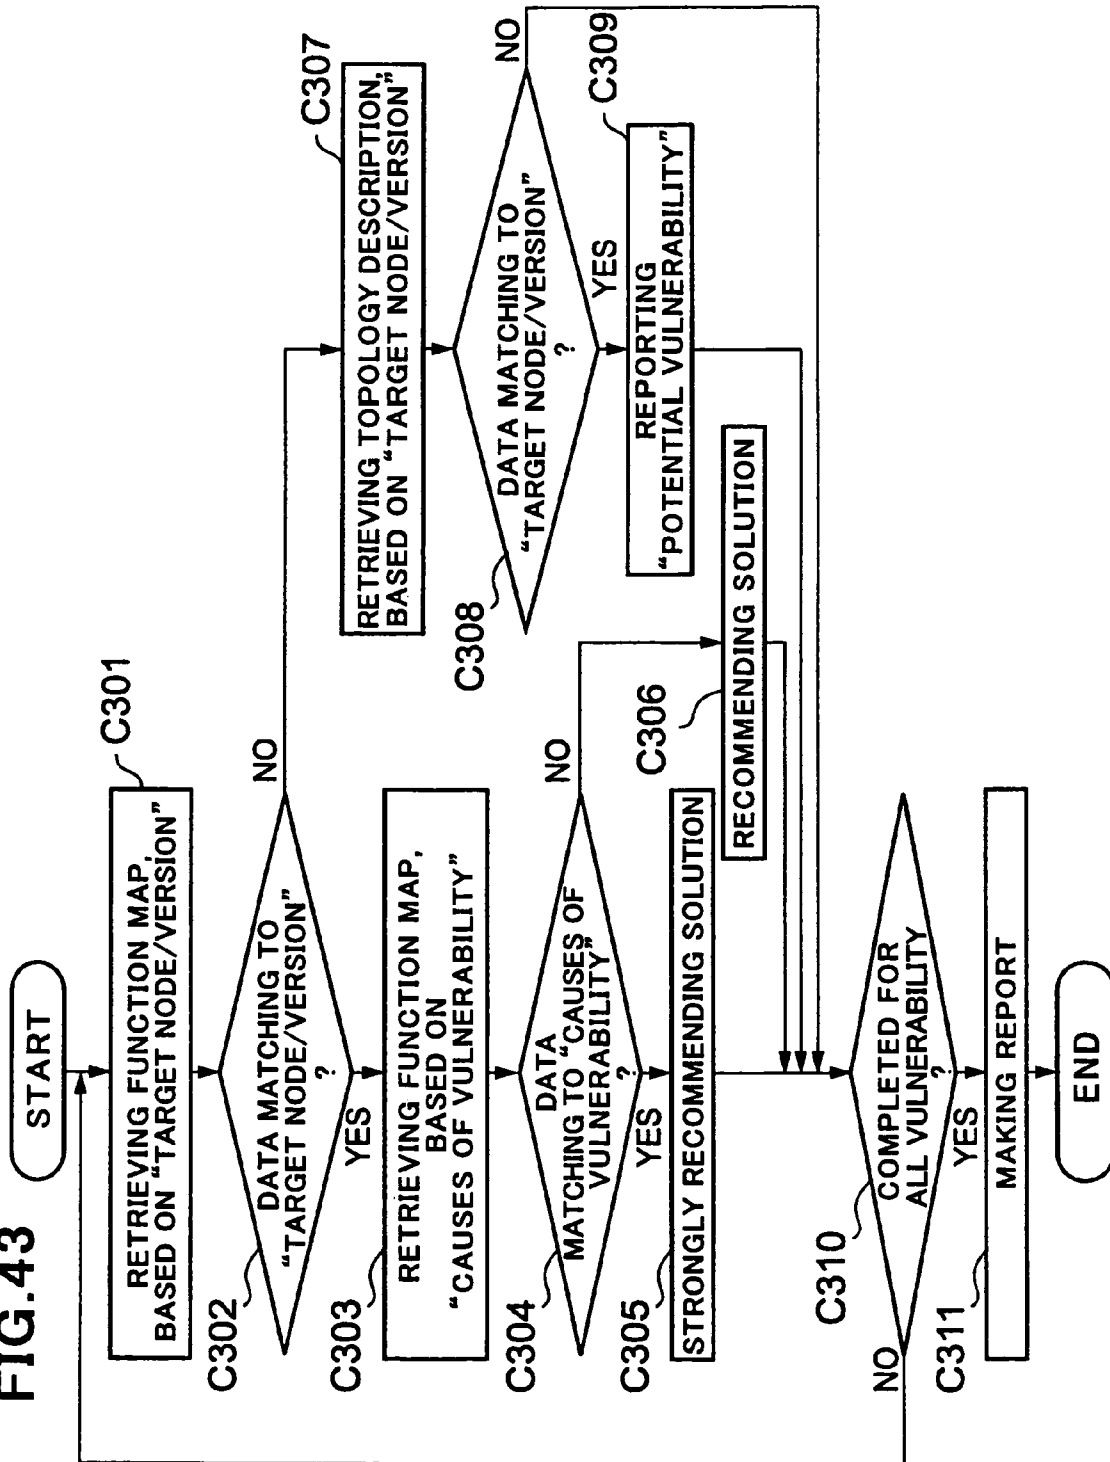 FIG.43
START
C301
RETRIEVING FUNCTION MAP,
BASED ON "TARGET NODE/VERSION"
C302
DATA MATCHING TO
"TARGET NODE/VERSION"
?
NO
YES
C303
RETRIEVING FUNCTION MAP,
BASED ON
"CAUSES OF VULNERABILITY"
C304
DATA
MATCHING TO "CAUSES OF
VULNERABILITY"
?
NO
YES
C305
STRONGLY RECOMMENDING SOLUTION
C306
RECOMMENDING SOLUTION
C307
RETRIEVING TOPOLOGY DESCRIPTION,
BASED ON "TARGET NODE/VERSION"
C308
DATA MATCHING TO
"TARGET NODE/VERSION"
?
NO
YES
C309
REPORTING
"POTENTIAL VULNERABILITY"
C310
COMPLETED FOR
ALL VULNERABILITY
?
NO
YES
C311
MAKING REPORT
END